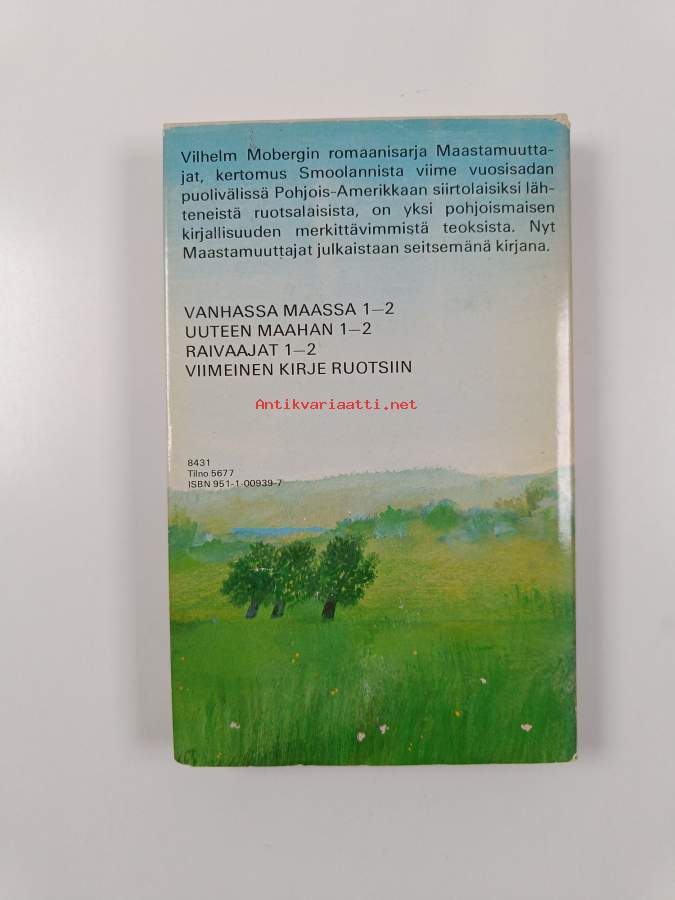 Vilhelm Mobergin romaanisarja Maastamuutta-
jat, kertomus Smoolannista viime vuosisadan
puolivälissä Pohjois-Amerikkaan siirtolaisiksi läh-
teneistä ruotsalaisista, on yksi pohjoismaisen
kirjallisuuden merkittävimmistä teoksista. Nyt
Maastamuuttajat julkaistaan seitsemänä kirjana.
VANHASSA MAASSA 1—2
UUTEEN MAAHAN 1—2
RAIVAAJAT 1—2
VIIMEINEN KIRJE RUOTSIIN
Antikvariaatti.net
8431
Tilno 5677
ISBN 951-1-00939-7